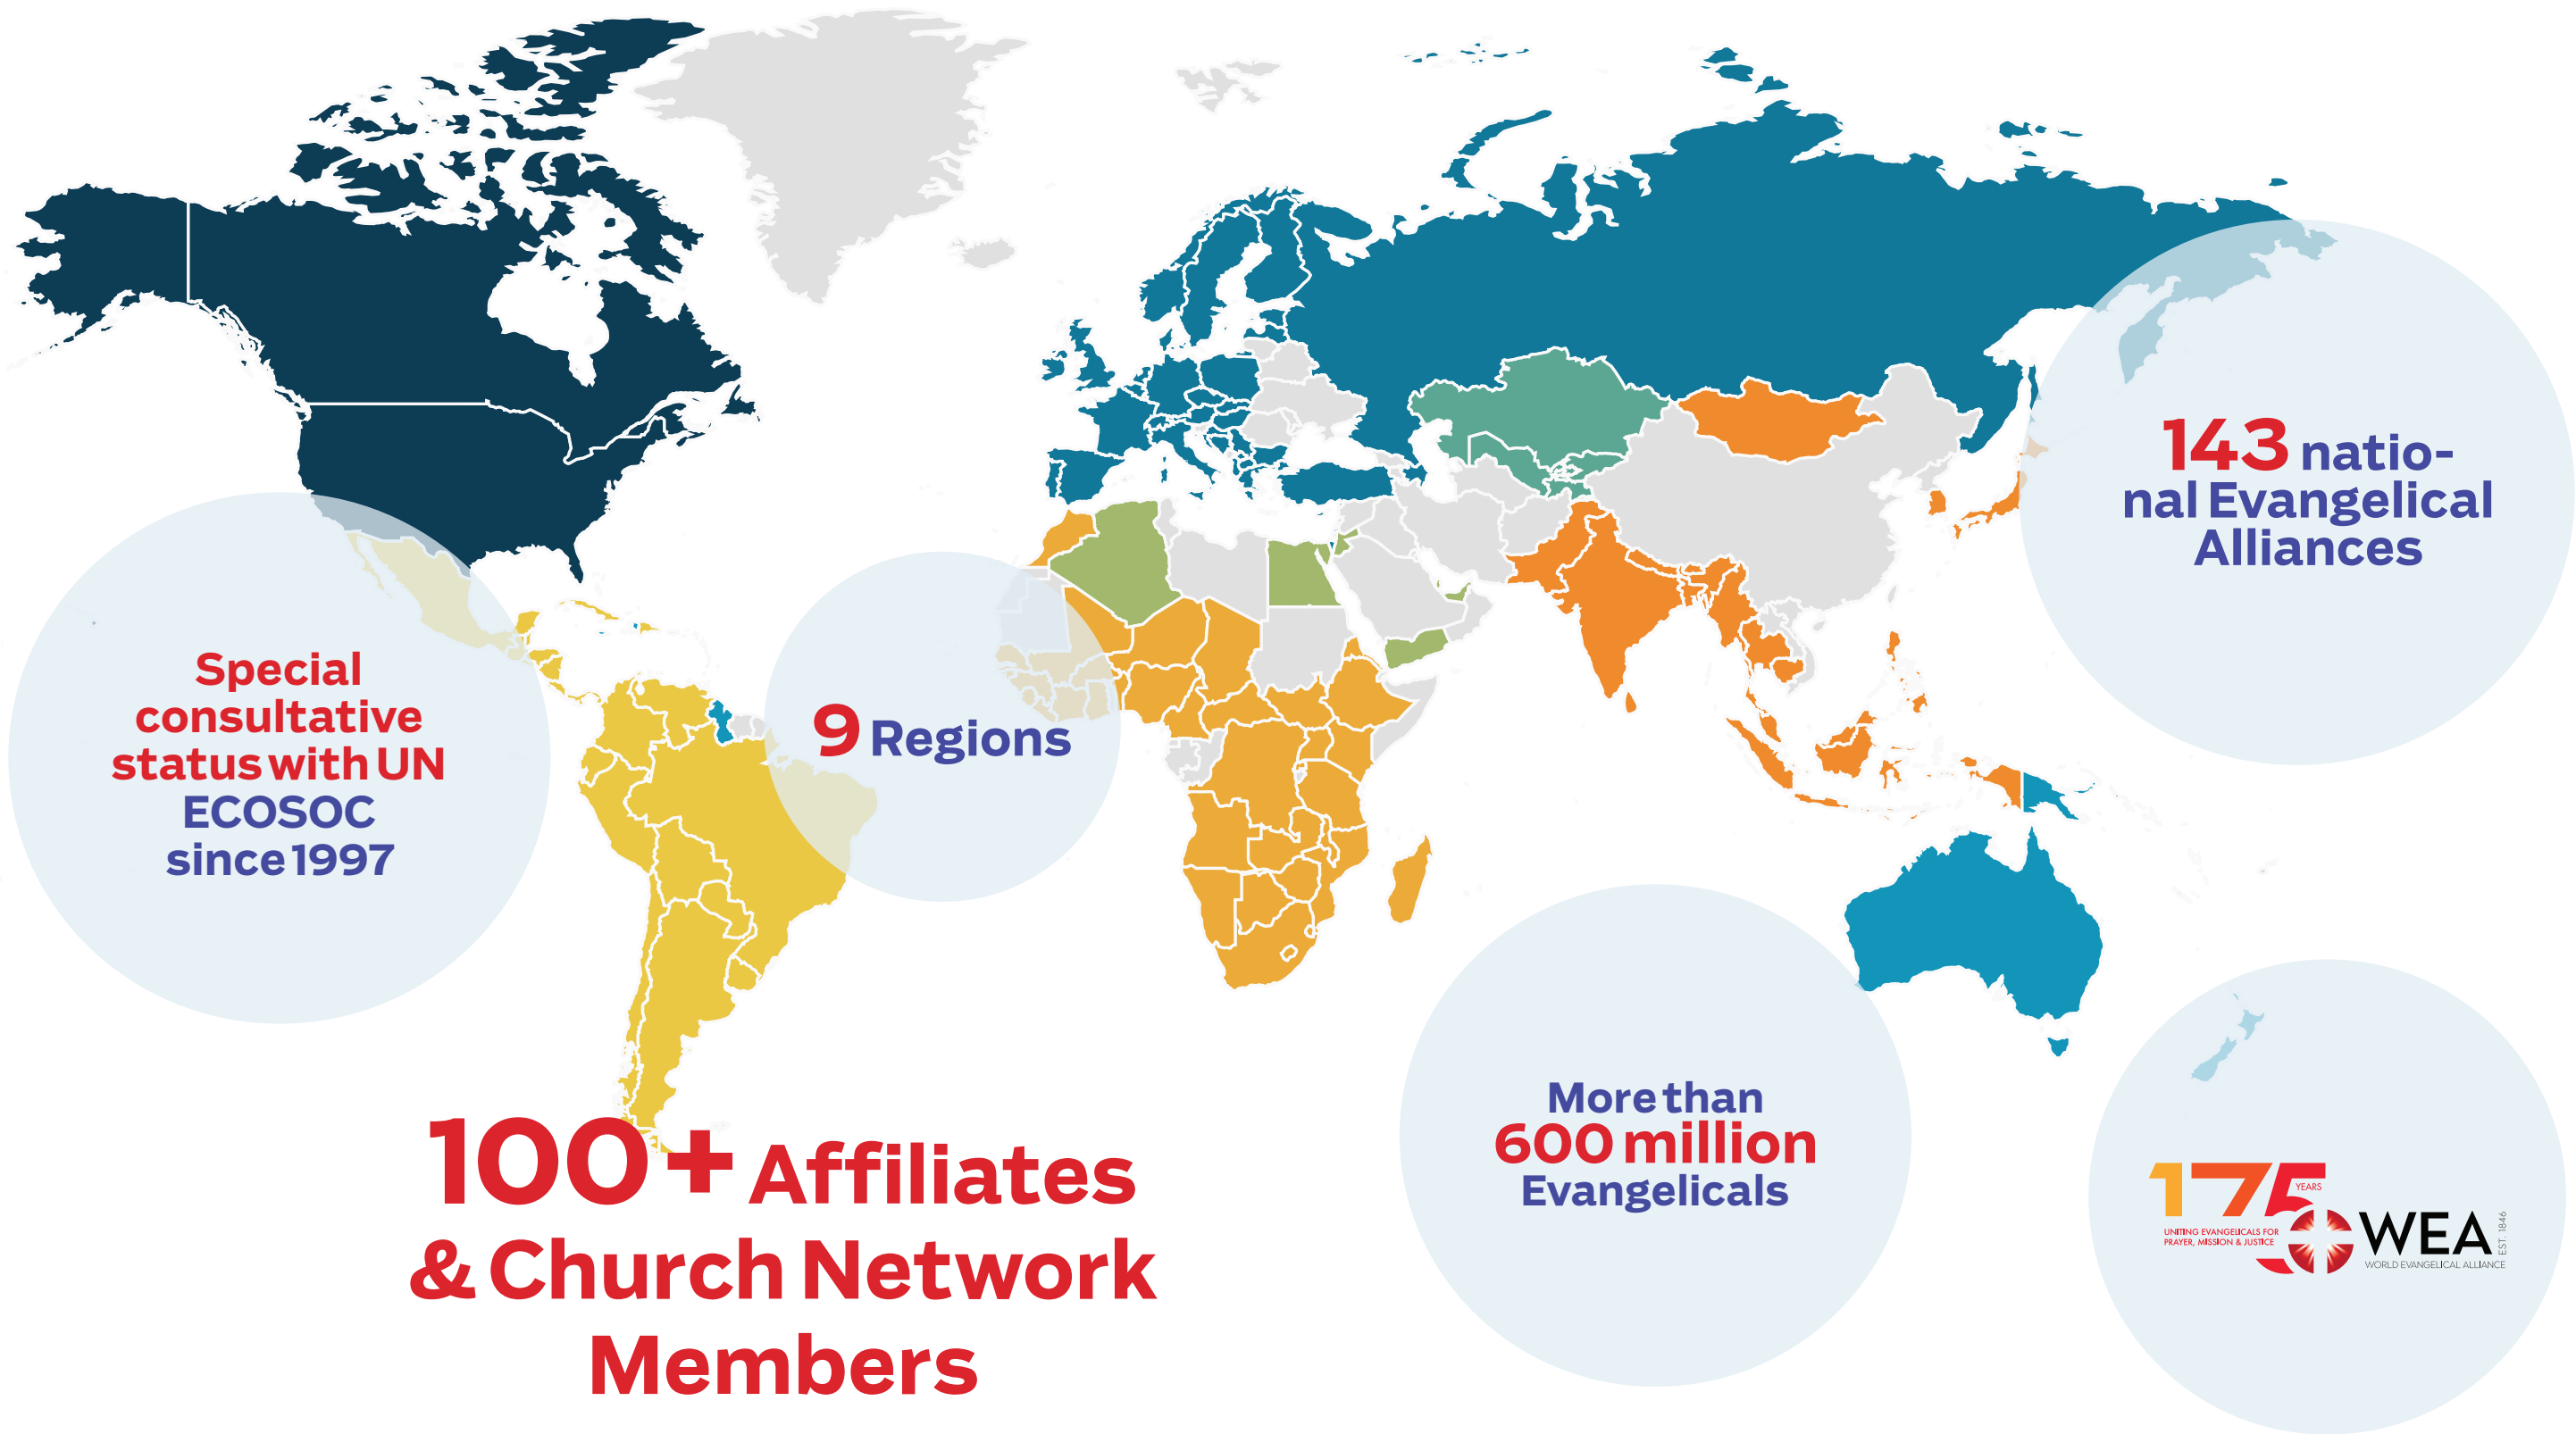 143 natio-
nal Evangelical
Alliances
Special
consultative
status with UN
ECOSOC
since 1997
9 Regions
More than
600 million
Evangelicals
100+ Affiliates
& Church Network
Members
175 YEARS
UNITING EVANGELICALS FOR
PRAYER, MISSION & JUSTICE
WEA
EST. 1846
WORLD EVANGELICAL ALLIANCE